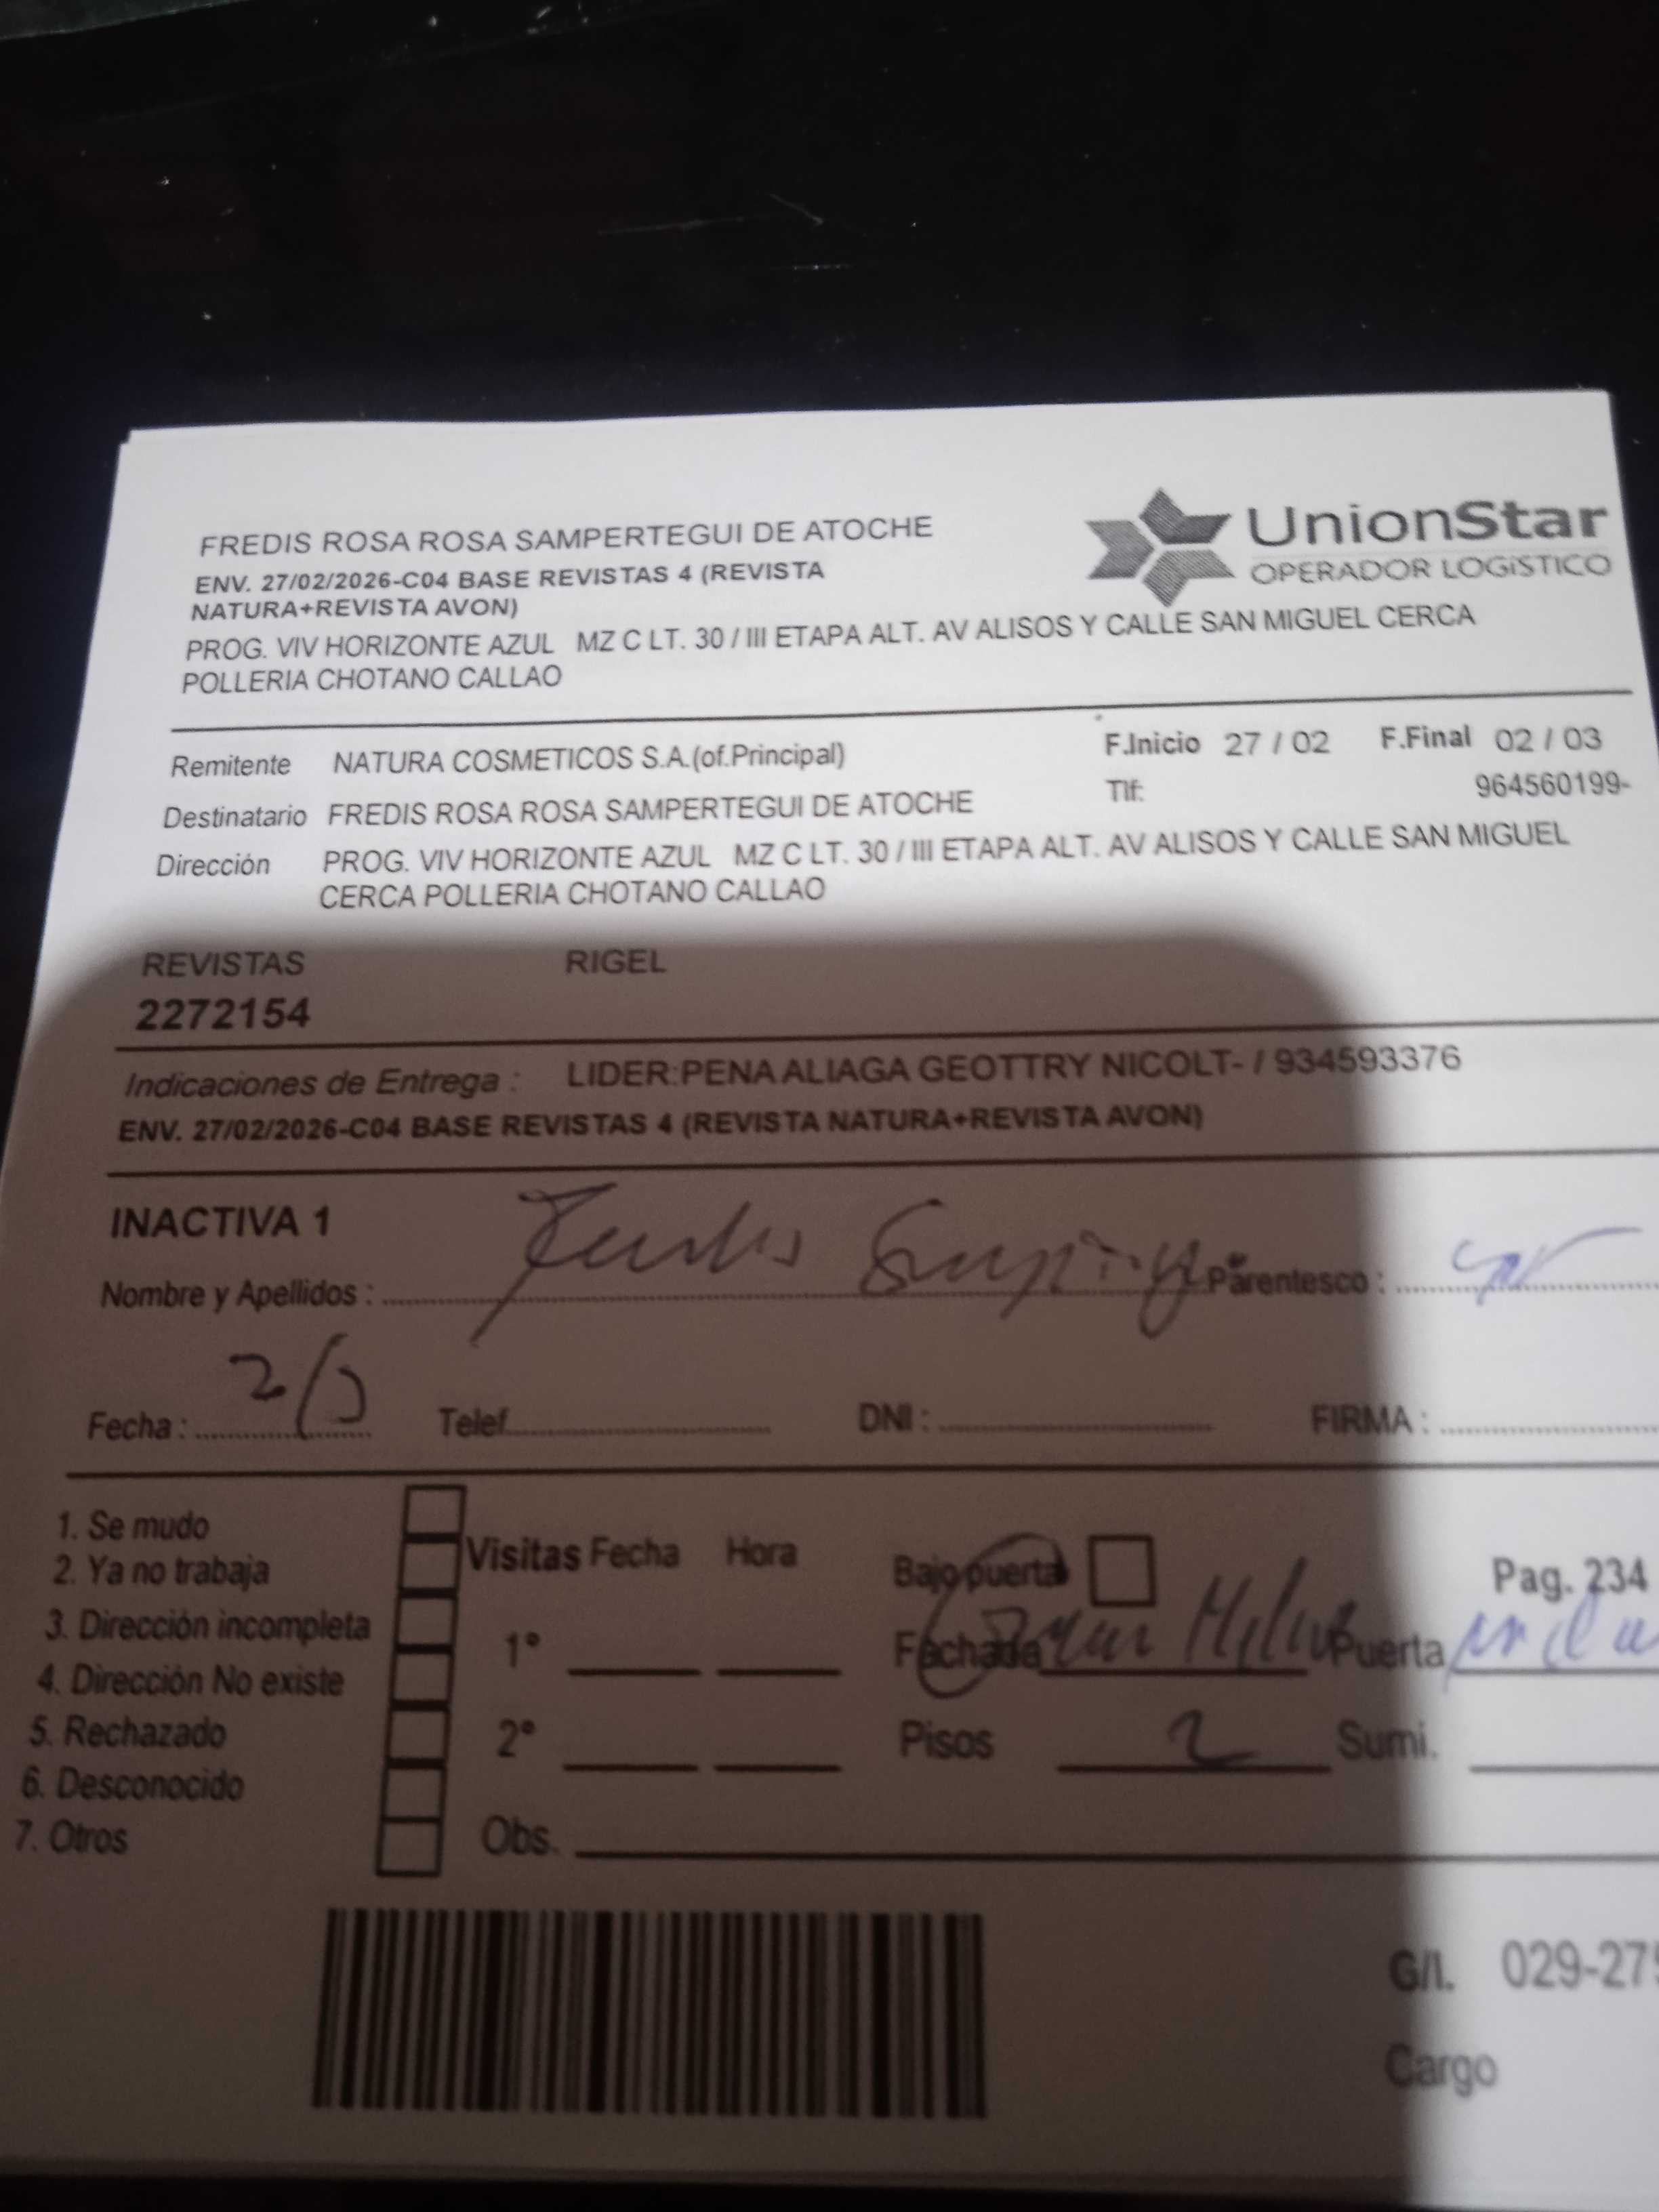 FREDIS ROSA ROSA SAMPERTEGUI DE ATOCHE
UnionStar
OPERADOR LOGíSTICO
ENV. 27/02/2026-C04 BASE REVISTAS 4 (REVISTA
NATURA+REVISTA AVON)
PROG. VIV HORIZONTE AZUL MZ C LT. 30 / III ETAPA ALT. AV ALISOS Y CALLE SAN MIGUEL CERCA
POLLERIA CHOTANO CALLAO
Remitente NATURA COSMETICOS S.A.(of.Principal) F.Inicio 27 / 02 F.Final 02 / 03
Destinatario FREDIS ROSA ROSA SAMPERTEGUI DE ATOCHE Tlf: 964560199-
Dirección PROG. VIV HORIZONTE AZUL MZ C LT. 30 / III ETAPA ALT. AV ALISOS Y CALLE SAN MIGUEL
CERCA POLLERIA CHOTANO CALLAO
REVISTAS RIGEL
2272154
Indicaciones de Entrega : LIDER:PENA ALIAGA GEOTTRY NICOLT- / 934593376
ENV. 27/02/2026-C04 BASE REVISTAS 4 (REVISTA NATURA+REVISTA AVON)
INACTIVA 1
Nombre y Apellidos : Parentesco :
Fecha : 2/3 Telef. DNI : FIRMA :
1. Se mudo
2. Ya no trabaja
3. Dirección incompleta
4. Dirección No existe
5. Rechazado
6. Desconocido
7. Otros
Visitas Fecha Hora
1°
2°
Obs.
Bajo puerta Pag. 234
Fachada Puerta
Pisos 2 Sumi.
G/I. 029-275
Cargo